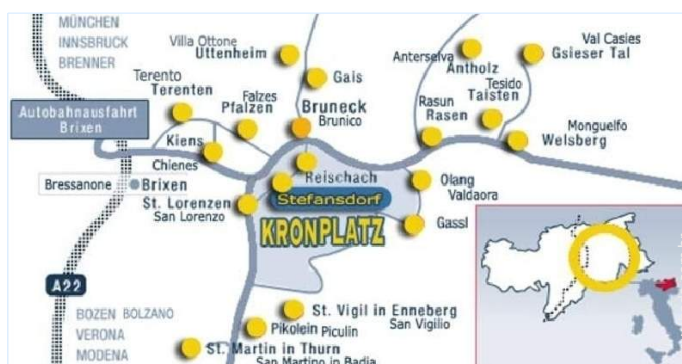 MÜNCHEN
INNSBRUCK
BRENNER
Villa Ottone
Uttenheim
Gais
Terento
Terenten
Falzes
Pfalzen
Bruneck
Brunico
Anterselva
Antholz
Val Casies
Gsieser Tal
Tesido
Taisten
Rasun
Rasen
Monguelfo
Welsberg
Autobahnausfahrt
Brixen
Kiens
Chienes
Bressanone
Brixen
Reischach
Stefansdorf
St. Lorenzen
San Lorenzo
KRONPLATZ
Olang
Valdaora
Gassl
A22
BOZEN BOLZANO
VERONA
MODENA
St. Vigil in Enneberg
San Vigilio
Pikolein Piculin
St. Martin in Thurn
San Martino in Badia